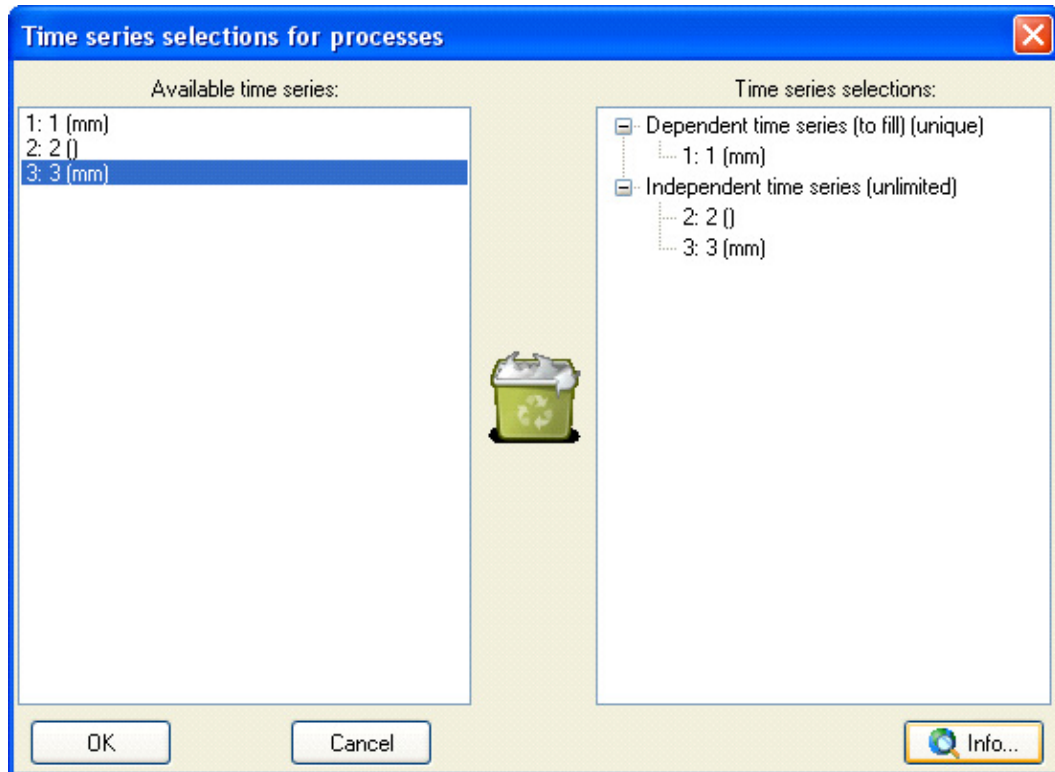 Time series selections for processes
Available time series:
1: 1 (mm)
2: 2 ()
3: 3 (mm)
Time series selections:
Dependent time series (to fill) (unique)
1: 1 (mm)
Independent time series (unlimited)
2: 2 ()
3: 3 (mm)
OK
Cancel
Info...